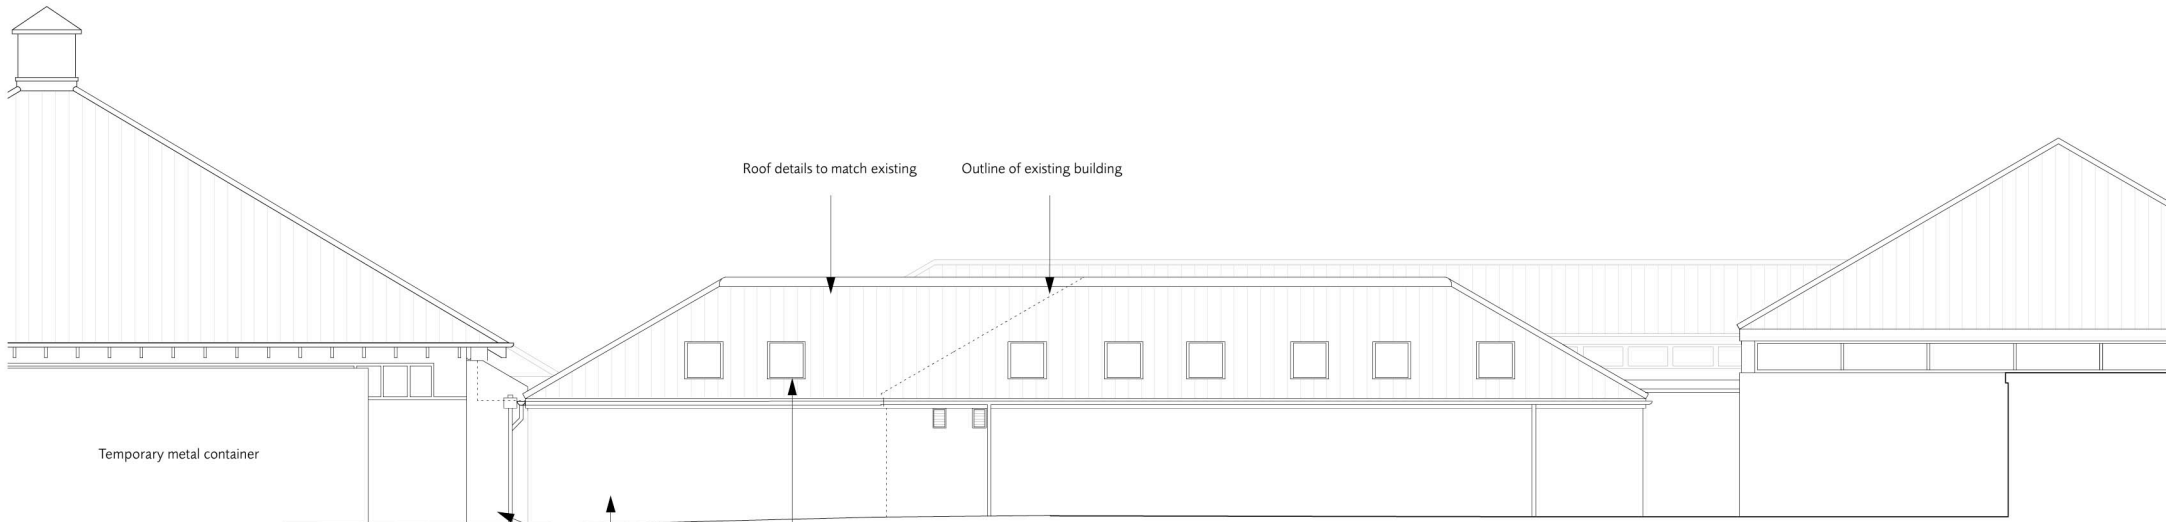 Roof details to match existing
Outline of existing building
Temporary metal container